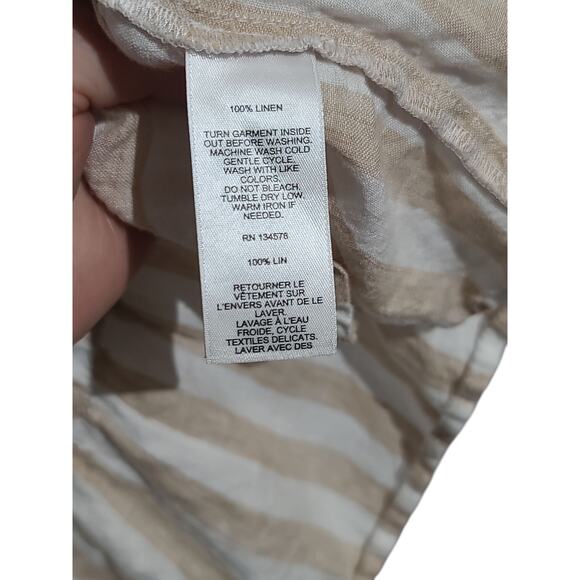 100% LINEN
TURN GARMENT INSIDE
OUT BEFORE WASHING.
MACHINE WASH COLD
GENTLE CYCLE.
WASH WITH LIKE
COLORS.
DO NOT BLEACH.
TUMBLE DRY LOW.
WARM IRON IF
NEEDED.
RN 134576
100% LIN
RETOURNER LE
VÊTEMENT SUR
L'ENVERS AVANT DE LE
LAVER.
LAVAGE À L'EAU
FROIDE, CYCLE
TEXTILES DELICATS.
LAVER AVEC DES